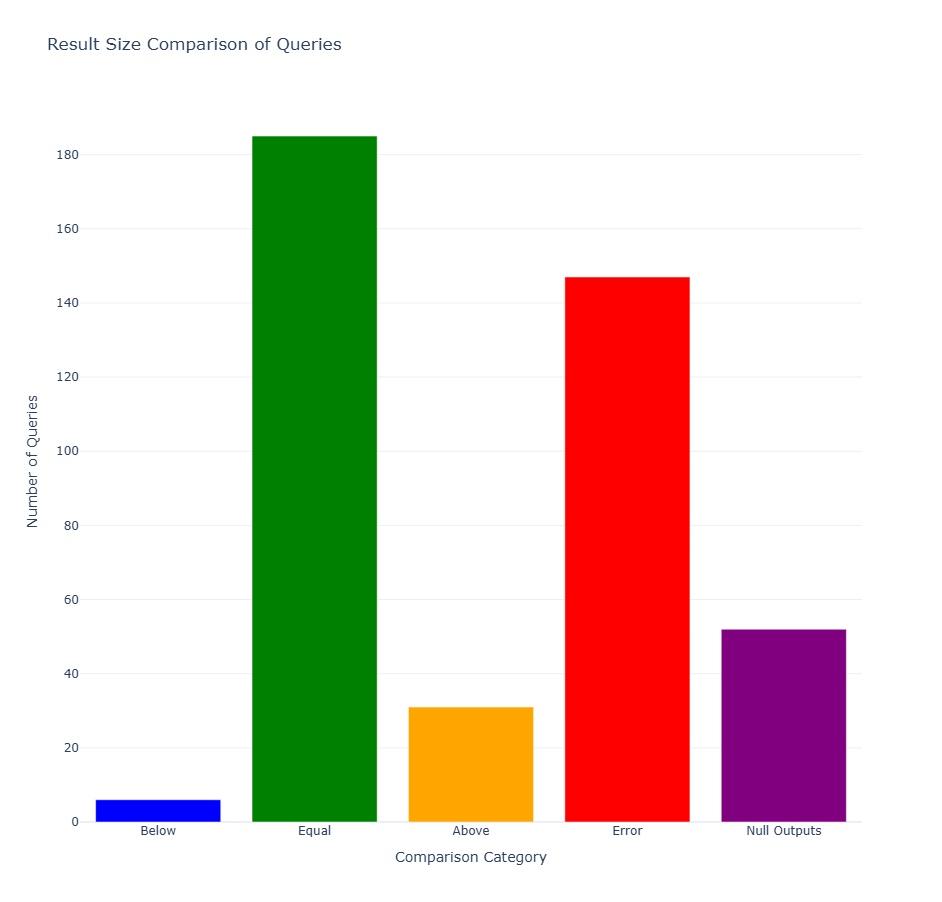 Result Size Comparison of Queries
180
160
140
120
100
80
60
40
20
0
Number of Queries
Below
Equal
Above
Error
Null Outputs
Comparison Category